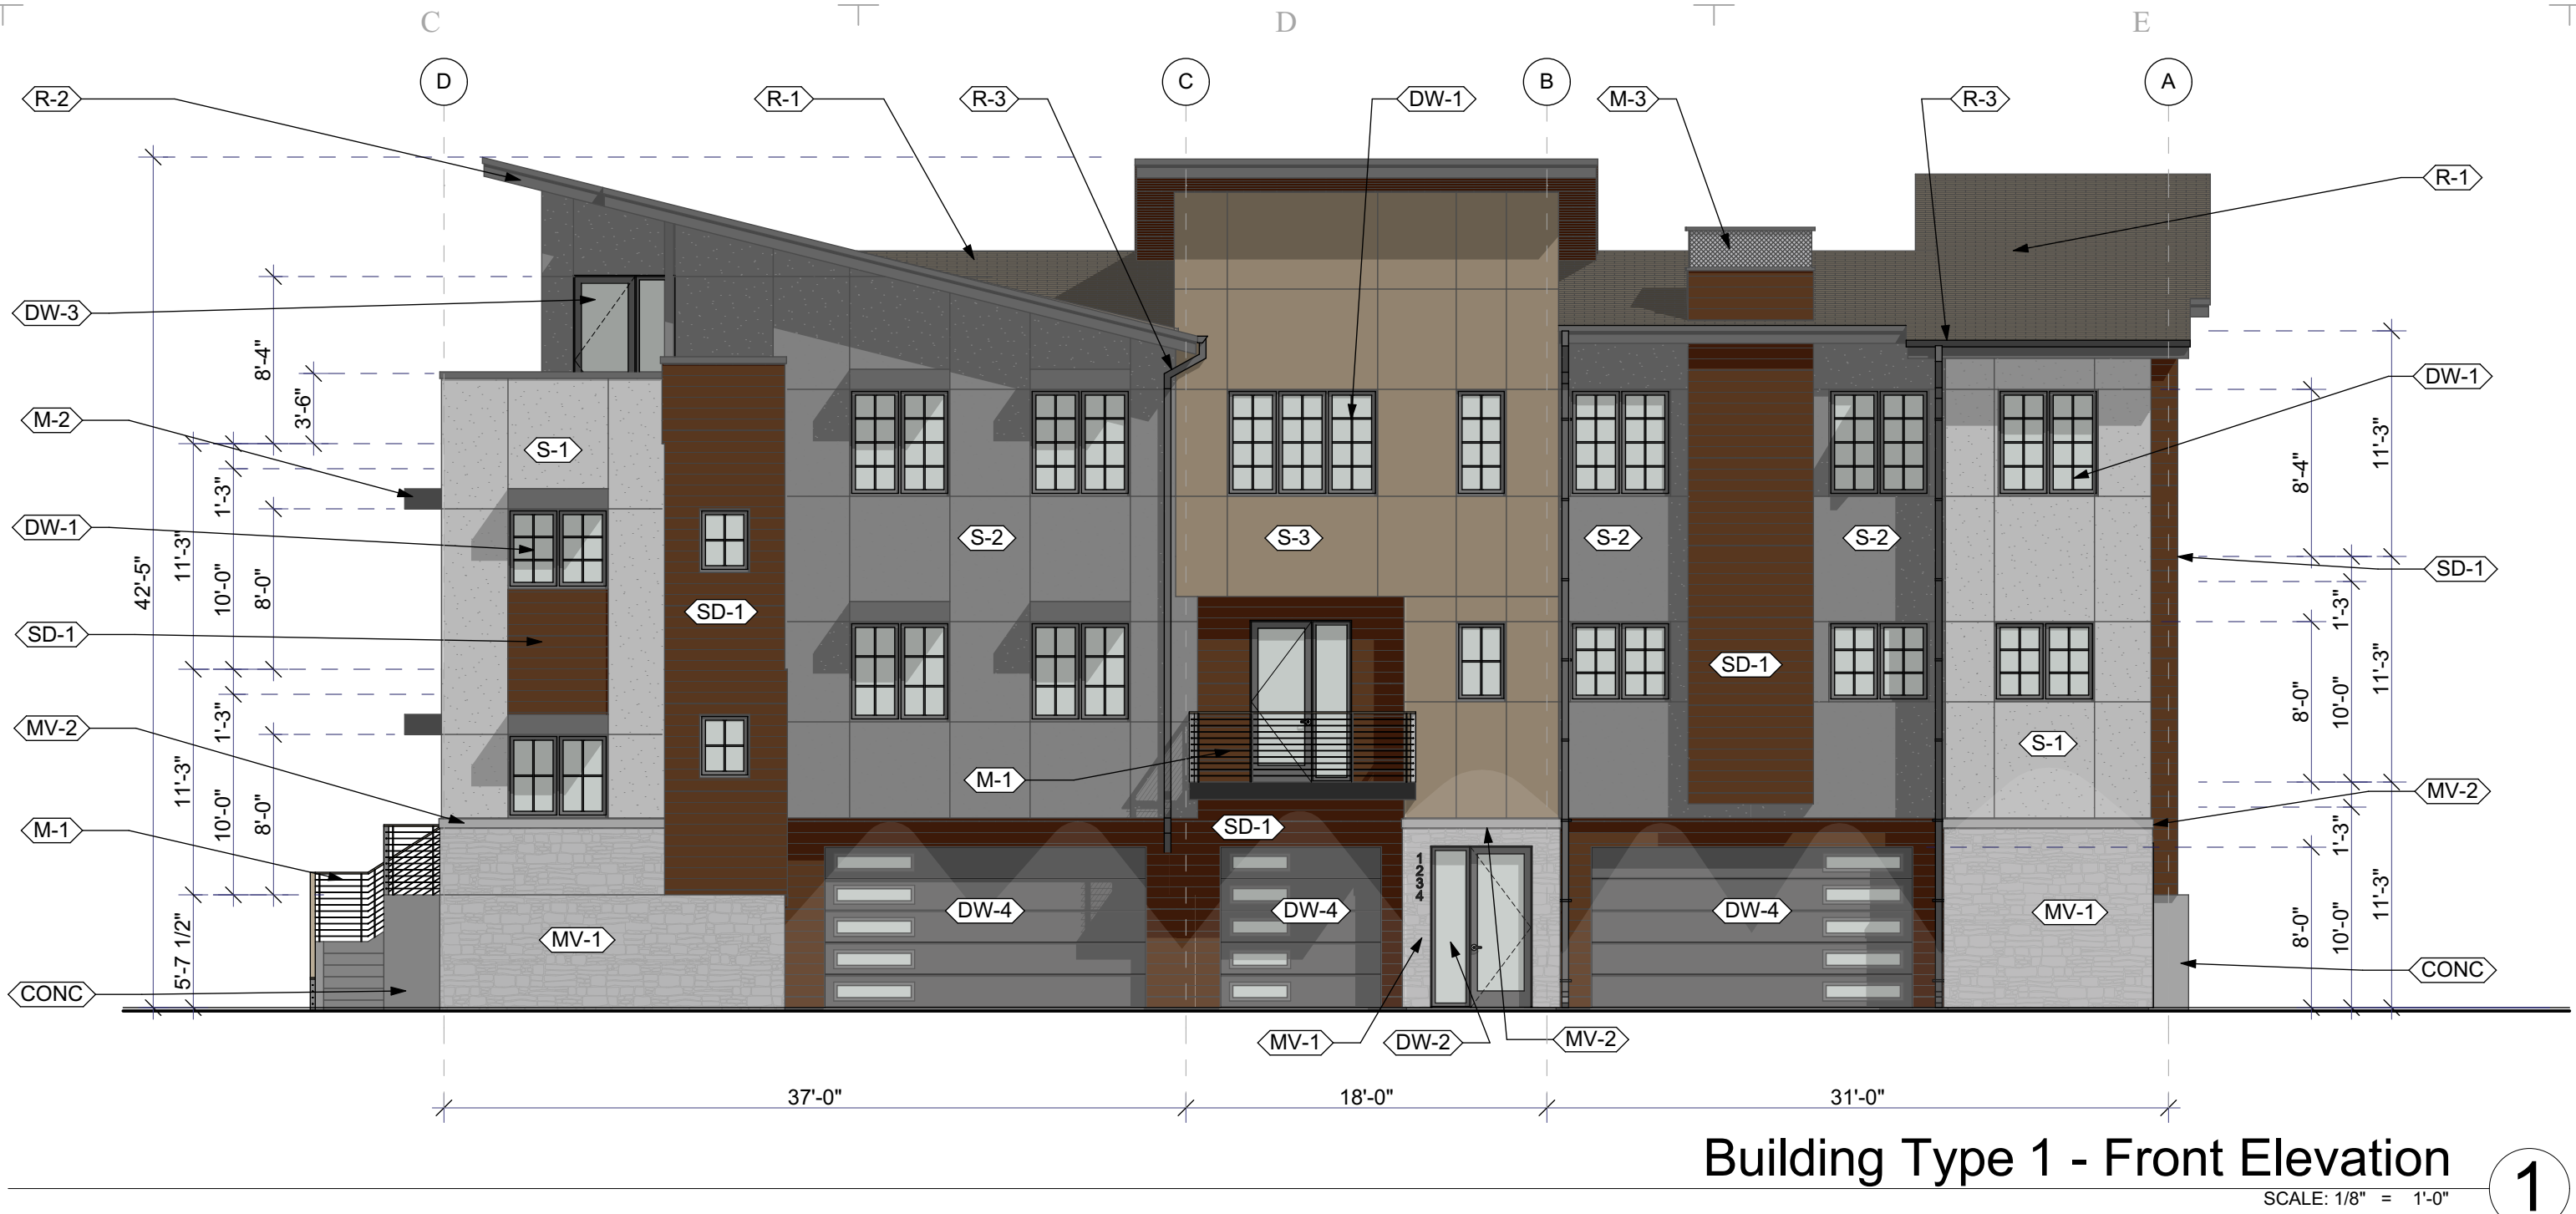 C D E
D C B A
R-2 R-1 R-3 DW-1 M-3 R-3
R-1
DW-3
8'-4"
3'-6"
DW-1
M-2
S-1
11'-3"
8'-4"
1'-3"
DW-1
S-2 S-3 S-2 S-2
11'-3"
42'-5"
10'-0"
8'-0"
SD-1
SD-1
SD-1
1'-3"
SD-1
11'-3"
8'-0"
10'-0"
MV-2
1'-3"
S-1
M-1
11'-3"
10'-0"
8'-0"
MV-2
M-1
SD-1
1'-3"
1234
11'-3"
DW-4 DW-4 DW-4
MV-1
MV-1
8'-0"
10'-0"
5'-7 1/2"
CONC
CONC
MV-1 DW-2 MV-2
37'-0" 18'-0" 31'-0"
Building Type 1 - Front Elevation
1
SCALE: 1/8" = 1'-0"